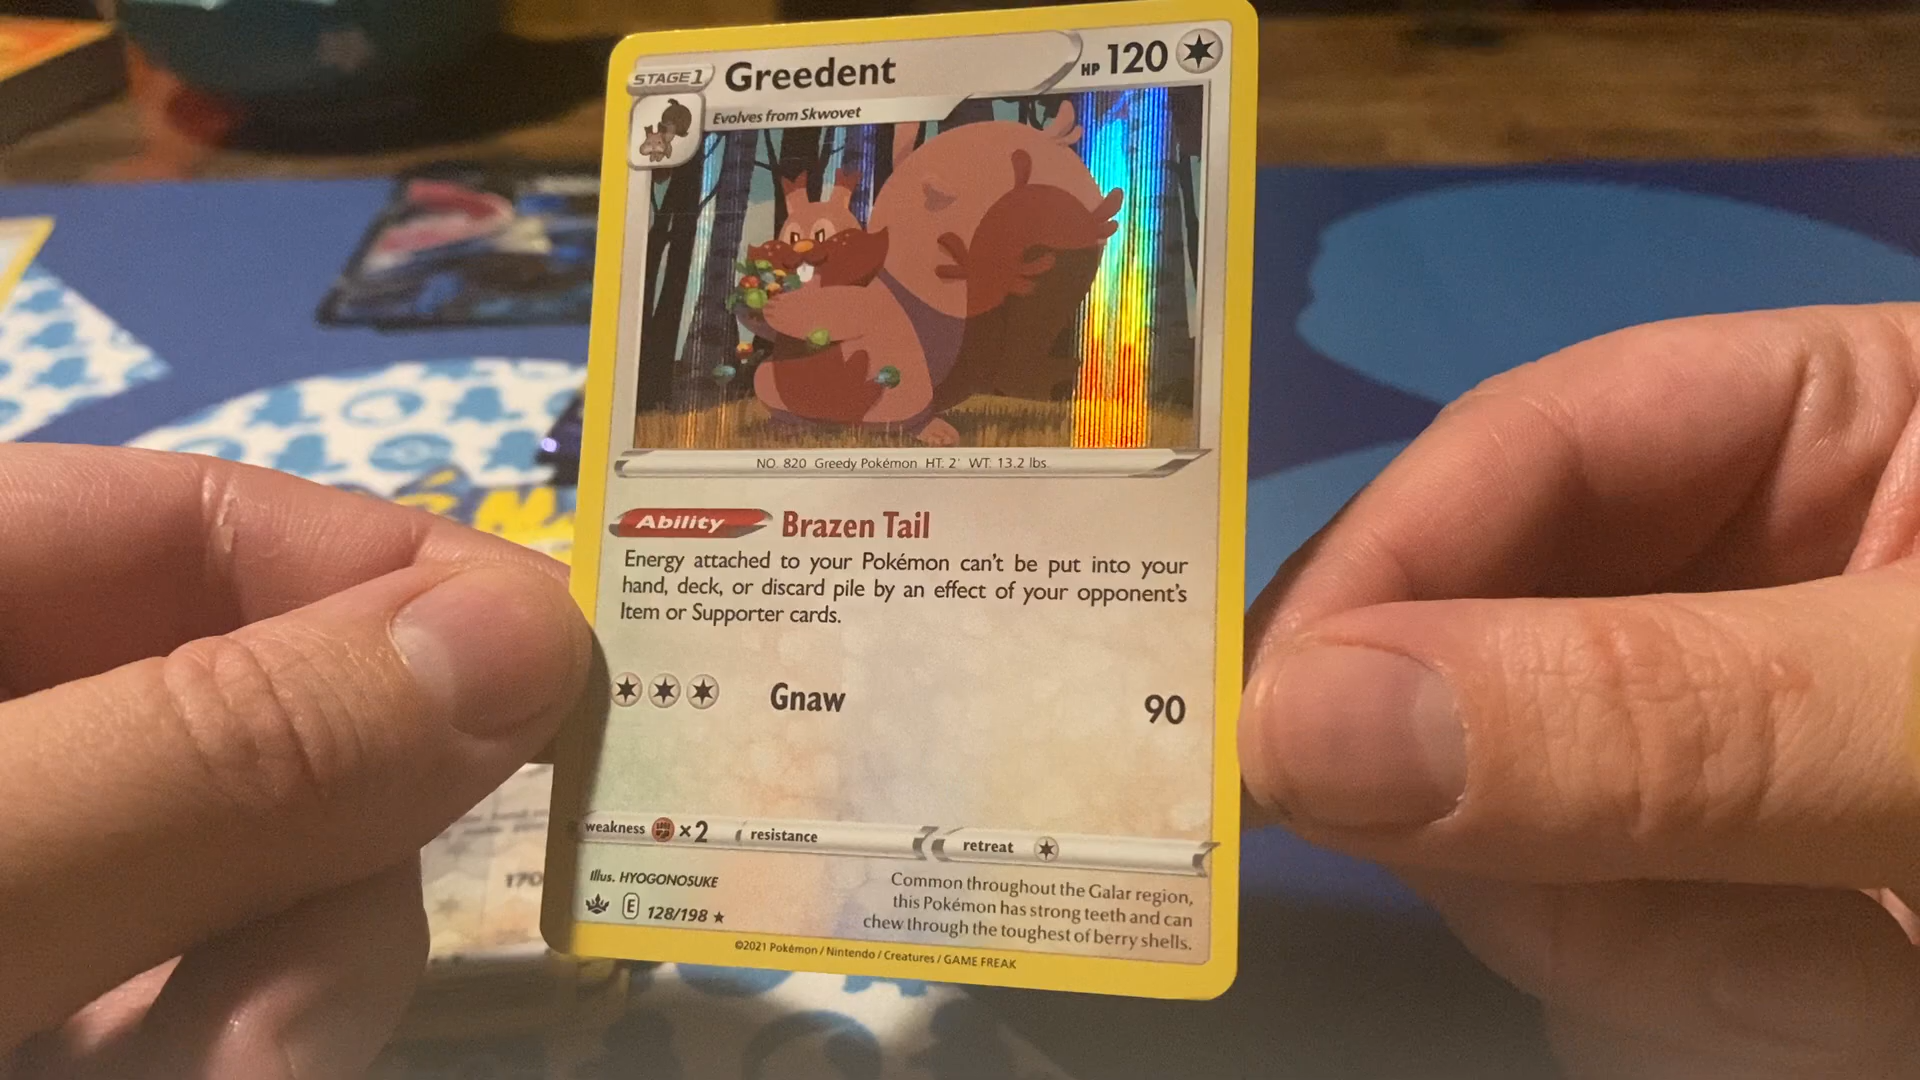 STAGE 1 Greedent HP 120
Evolves from Skwovet
NO. 820 Greedy Pokémon HT. 2' WT. 13.2 lbs.
Ability Brazen Tail
Energy attached to your Pokémon can't be put into your
hand, deck, or discard pile by an effect of your opponent's
Item or Supporter cards.
Gnaw 90
weakness ×2 resistance retreat
Illus. HYOGONOSUKE
E 128/198 ★
Common throughout the Galar region,
this Pokémon has strong teeth and can
chew through the toughest of berry shells.
©2021 Pokémon / Nintendo / Creatures / GAME FREAK
170